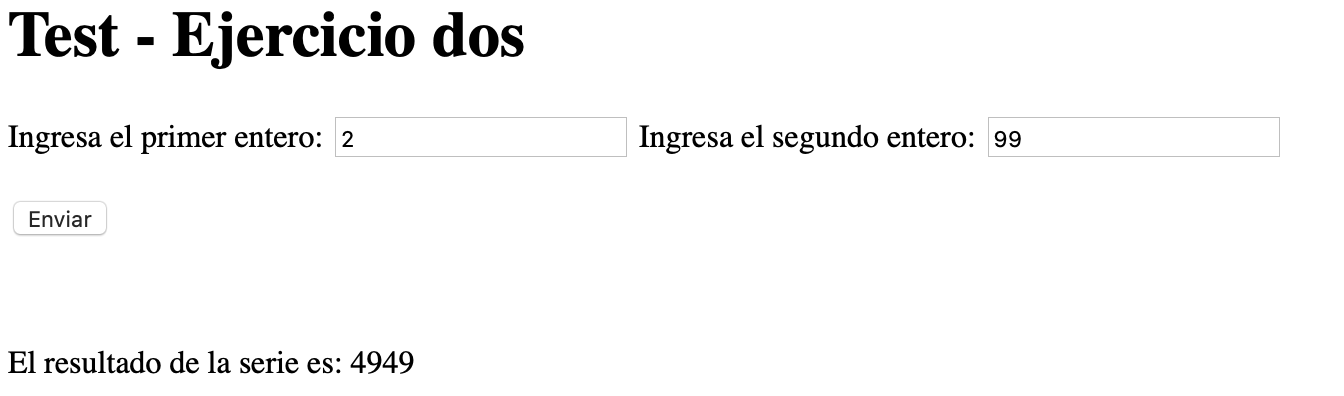 Test - Ejercicio dos
Ingresa el primer entero: 2 Ingresa el segundo entero: 99
Enviar
El resultado de la serie es: 4949